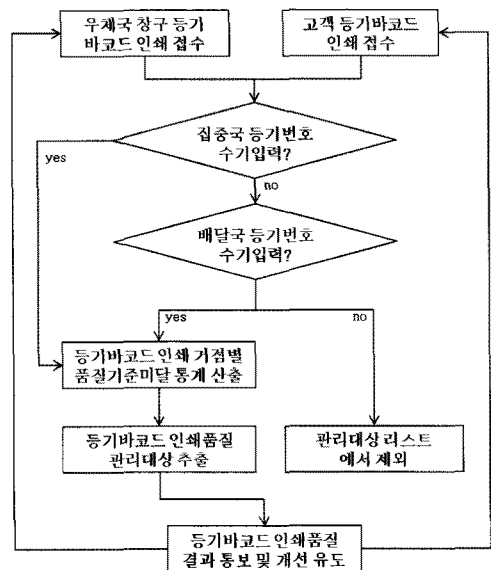 우체국 창구 등기
바코드 인쇄 접수
고객 등기바코드
인쇄 접수
집중국 등기번호
수기입력?
yes
no
배달국 등기번호
수기입력?
yes
no
등기바코드 인쇄 거점별
품질기준미달 통계 산출
등기바코드 인쇄품질
관리대상 추출
관리대상 리스트
에서 제외
등기바코드 인쇄품질
결과 통보 및 개선 유도